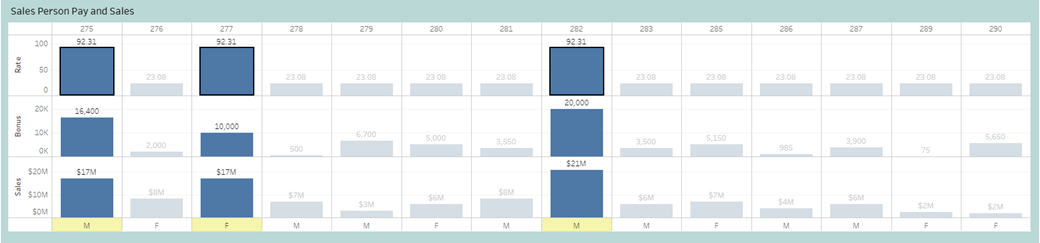 Sales Person Pay and Sales
275 276 277 278 279 280 281 282 283 285 286 287 289 290
Rate
100
50
0
92.31 23.08 92.31 23.08 23.08 23.08 23.08 92.31 23.08 23.08 23.08 23.08 23.08 23.08
Bonus
20K
10K
0K
16,400 2,000 10,000 500 6,700 5,000 3,550 20,000 3,500 5,150 985 3,900 75 5,650
Sales
$20M
$10M
$0M
$17M $8M $17M $7M $3M $6M $8M $21M $6M $7M $4M $6M $2M $2M
M F F M M F M M M F M M F F